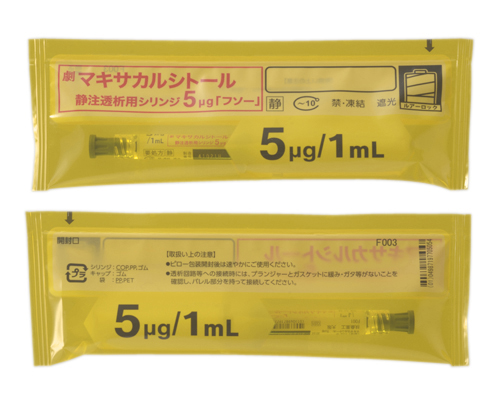 劇 マキサカルシトール
静注透析用シリンジ5μg「フソー」
静 ～10° 禁・凍結 遮光
ルアーロック
/1mL
5μg/1mL
開封口
F003
【取扱い上の注意】
●ピロー包装開封後は速やかにご使用ください。
●透析回路等への接続時には、プランジャーとガスケットに緩み・ガタ等がないことを
確認し、バレル部分を持って接続してください。
プラ
シリンジ：COP,PP,ゴム
キャップ：ゴム
袋：PP,PET
5μg/1mL